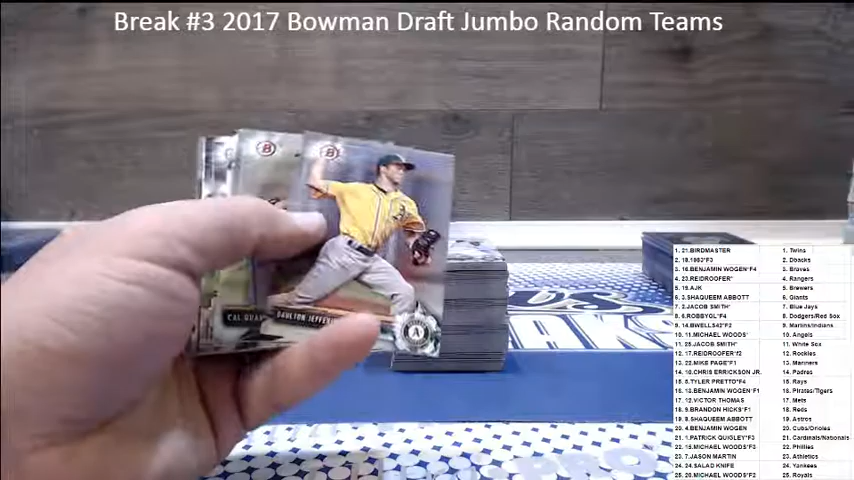 Break #3 2017 Bowman Draft Jumbo Random Teams
DAULTON JEFFERIES
A
1. 21.BIRDMASTER 1. Twins
2. 18.1983*F3 2. Dbacks
3. 16.BENJAMIN WOGEN*F4 3. Braves
4. 23.REIDROOFER* 4. Rangers
5. 19.AJK 5. Brewers
6. 3.SHAQUEEM ABBOTT 6. Giants
7. 2.JACOB SMITH* 7. Blue Jays
8. 6.ROBBYOL*F4 8. Dodgers/Red Sox
9. 14.BWELLS42*F2 9. Marlins/Indians
10. 10. Angels
11. 25.JACOB SMITH* 11. White Sox
12. 17.REIDROOFER*f2 12. Rockies
13. 22.MIKE PAGE*F1 13. Mariners
14. 10.CHRIS ERRICKSON JR. 14. Padres
15. 5.TYLER PRETTO*F4 15. Rays
16. 13.BENJAMIN WOGEN*F1 16. Pirates/Tigers
17. 12.VICTOR THOMAS 17. Mets
18. 9.BRANDON HICKS*F1 18. Reds
19. 8.SHAQUEEM ABBOTT 19. Astros
20. 4.BENJAMIN WOGEN 20. Cubs/Orioles
21. 1.PATRICK QUIGLEY*F3 21. Cardinals/Nationals
22. 15.MICHAEL WOODS*F2 22. Phillies
23. 7.JASON MARTIN 23. Athletics
24. 24.SALAD KNIFE 24. Yankees
25. 20.MICHAEL WOODS*F2 25. Royals